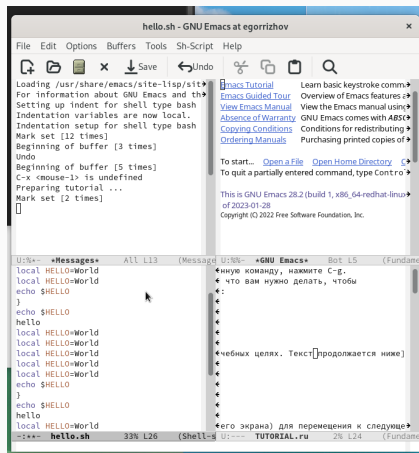 hello.sh - GNU Emacs at egorrizhov
File Edit Options Buffers Tools Sh-Script Help
Save Undo
Loading /usr/share/emacs/site-lisp/sit
For information about GNU Emacs and th
Setting up indent for shell type bash
Indentation variables are now local.
Indentation setup for shell type bash
Mark set [12 times]
Beginning of buffer [3 times]
Undo
Beginning of buffer [5 times]
C-x <mouse-1> is undefined
Preparing tutorial ...
Mark set [2 times]
U:%*- *Messages* All L13 (Message
Emacs Tutorial Learn basic keystroke comma
Emacs Guided Tour Overview of Emacs features a
View Emacs Manual View the Emacs manual using
Absence of Warranty GNU Emacs comes with ABSO
Copying Conditions Conditions for redistributing
Ordering Manuals Purchasing printed copies of
To start... Open a File Open Home Directory
To quit a partially entered command, type Contro
This is GNU Emacs 28.2 (build 1, x86_64-redhat-linux
of 2023-01-28
Copyright (C) 2022 Free Software Foundation, Inc.
U:%%- *GNU Emacs* Bot L5 (Fundame
local HELLO=World
local HELLO=World
echo $HELLO
}
echo $HELLO
hello
local HELLO=World
local HELLO=World
local HELLO=World
local HELLO=World
echo $HELLO
}
echo $HELLO
hello
local HELLO=World
-:**- hello.sh 33% L26 (Shell-s
нную команду, нажмите C-g.
что вам нужно делать, чтобы
:
чебных целях. Текст продолжается ниже]
его экрана) для перемещения к следующе
U:--- TUTORIAL.ru 2% L24 (Fundame